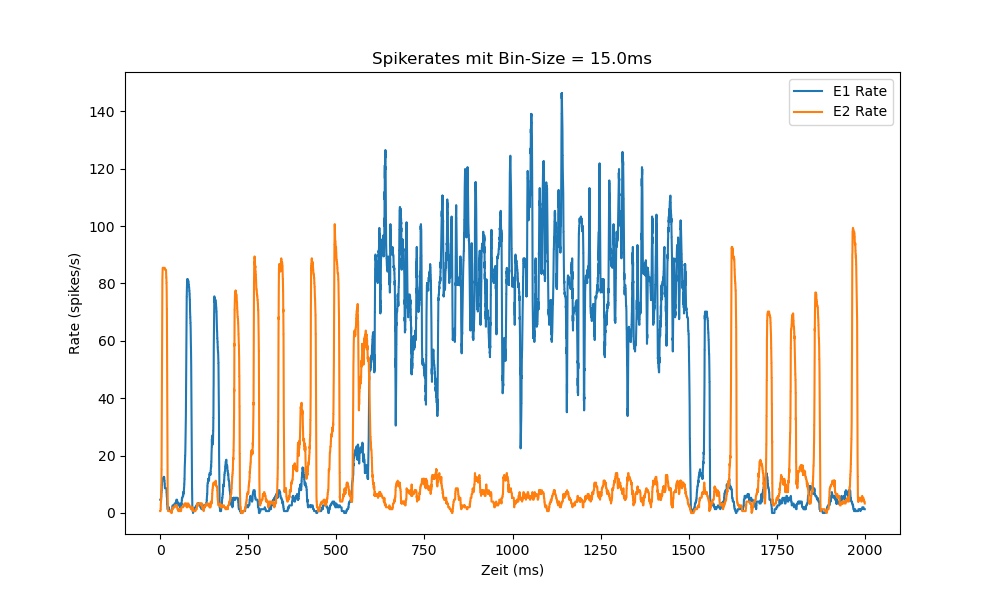 Spikerates mit Bin-Size = 15.0ms
E1 Rate
E2 Rate
140
120
100
80
60
40
20
0
Rate (spikes/s)
0 250 500 750 1000 1250 1500 1750 2000
Zeit (ms)